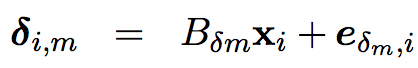 𝜹_{i,m} = B_{δm} 𝐱_i + 𝒆_{δ_m,i}